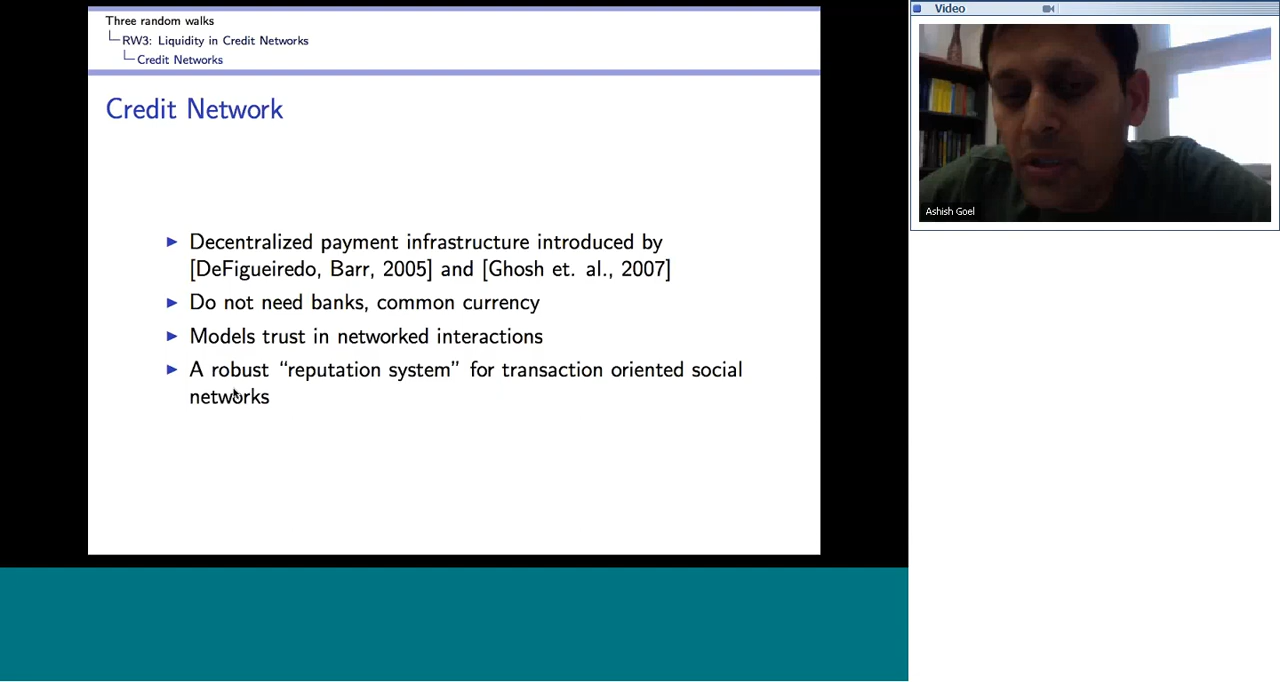 Three random walks
RW3: Liquidity in Credit Networks
Credit Networks
Credit Network
Decentralized payment infrastructure introduced by
[DeFigueiredo, Barr, 2005] and [Ghosh et. al., 2007]
Do not need banks, common currency
Models trust in networked interactions
A robust “reputation system” for transaction oriented social
networks
Video
Ashish Goel